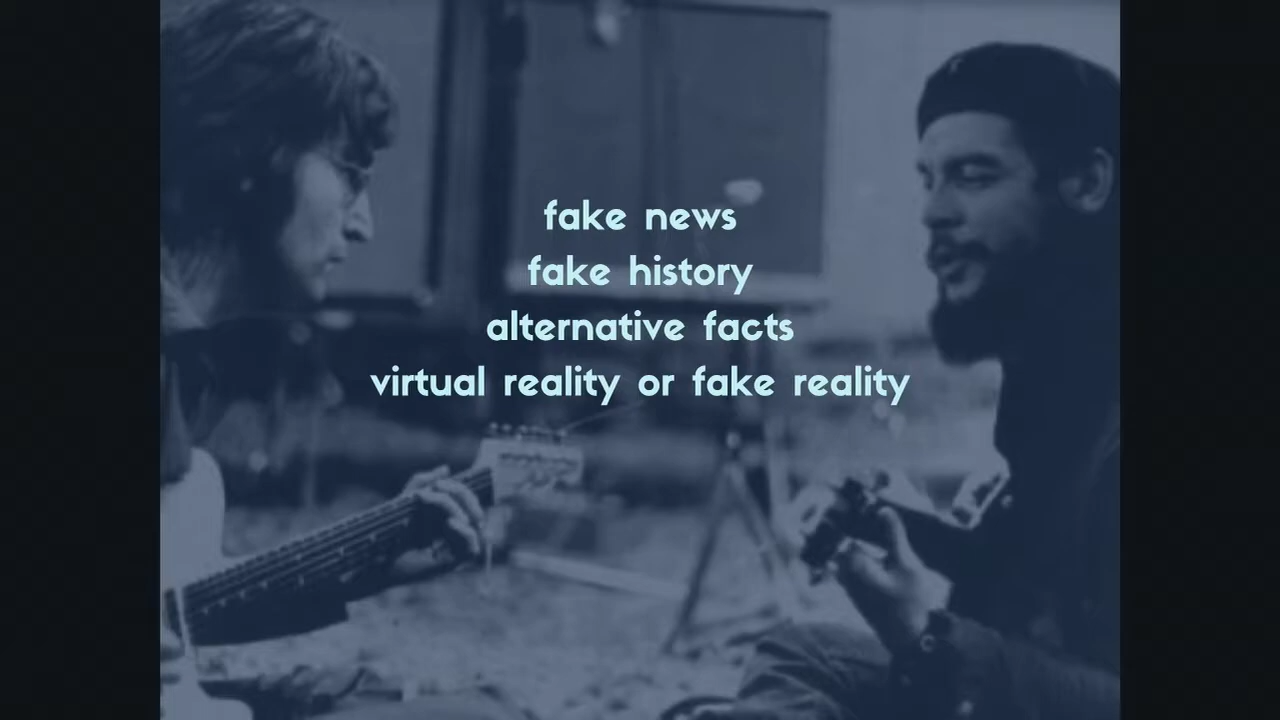 fake news
fake history
alternative facts
virtual reality or fake reality